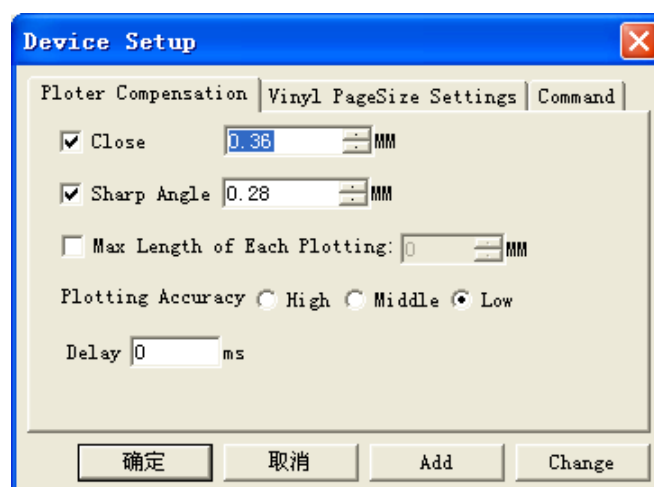 Device Setup
Ploter Compensation Vinyl PageSize Settings Command
Close 0.36 MM
Sharp Angle 0.28 MM
Max Length of Each Plotting: 0 MM
Plotting Accuracy High Middle Low
Delay 0 ms
确定 取消 Add Change